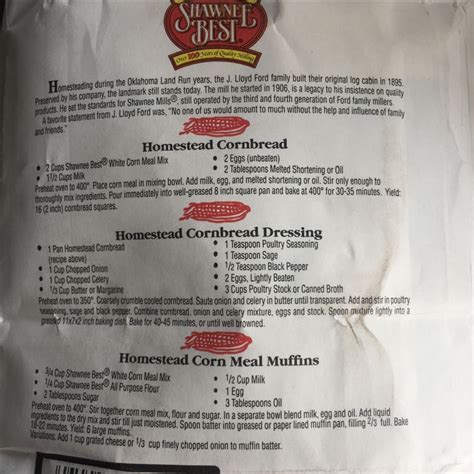 SHAWNEE
BEST®
Over 100 Years of Quality Milling
Homesteading during the Oklahoma Land Run years, the J. Lloyd Ford family built their original log cabin in 1895.
Preserved by his company, the landmark still stands today. The mill he started in 1906, is a legacy to his insistence on quality
products. He set the standards for Shawnee Mills®, still operated by the third and fourth generation of Ford family millers.
A favorite statement from J. Lloyd Ford was, "No one of us would amount to much without the help and influence of family
and friends."
Homestead Cornbread
• 2 Cups Shawnee Best® White Corn Meal Mix
• 2 Eggs (unbeaten)
• 1 1/2 Cups Milk
• 2 Tablespoons Melted Shortening or Oil
Preheat oven to 400°. Place corn meal in mixing bowl. Add milk, egg, and melted shortening or oil. Stir only enough to
thoroughly mix ingredients. Pour immediately into well-greased 8 inch square pan and bake at 400° for 30-35 minutes. Yield:
16 (2 inch) cornbread squares.
Homestead Cornbread Dressing
• 1 Pan Homestead Cornbread
(recipe above)
• 1 Cup Chopped Onion
• 1 Cup Chopped Celery
• 1/3 Cup Butter or Margarine
• 1 Teaspoon Poultry Seasoning
• 1 Teaspoon Sage
• 1/2 Teaspoon Black Pepper
• 2 Eggs, Lightly Beaten
• 3 Cups Poultry Stock or Canned Broth
Preheat oven to 350°. Coarsely crumble cooled cornbread. Saute onion and celery in butter until transparent. Add and stir in poultry
seasoning, sage and black pepper. Combine cornbread, onion and celery mixture, eggs and stock. Spoon mixture lightly into a
greased 11x7x2 inch baking dish. Bake for 40-45 minutes, or until well browned.
Homestead Corn Meal Muffins
• 3/4 Cup Shawnee Best® White Corn Meal Mix
• 1/4 Cup Shawnee Best® All Purpose Flour
• 2 Tablespoons Sugar
• 1/2 Cup Milk
• 1 Egg
• 3 Tablespoons Oil
Preheat oven to 400°. Stir together corn meal mix, flour and sugar. In a separate bowl blend milk, egg and oil. Add liquid
ingredients to the dry mix and stir till just moistened. Spoon batter into greased or paper lined muffin pan, filling 2/3 full. Bake
18-22 minutes. Yield: 6 large muffins.
Variations: Add 1 cup grated cheese or 1/3 cup finely chopped onion to muffin batter.